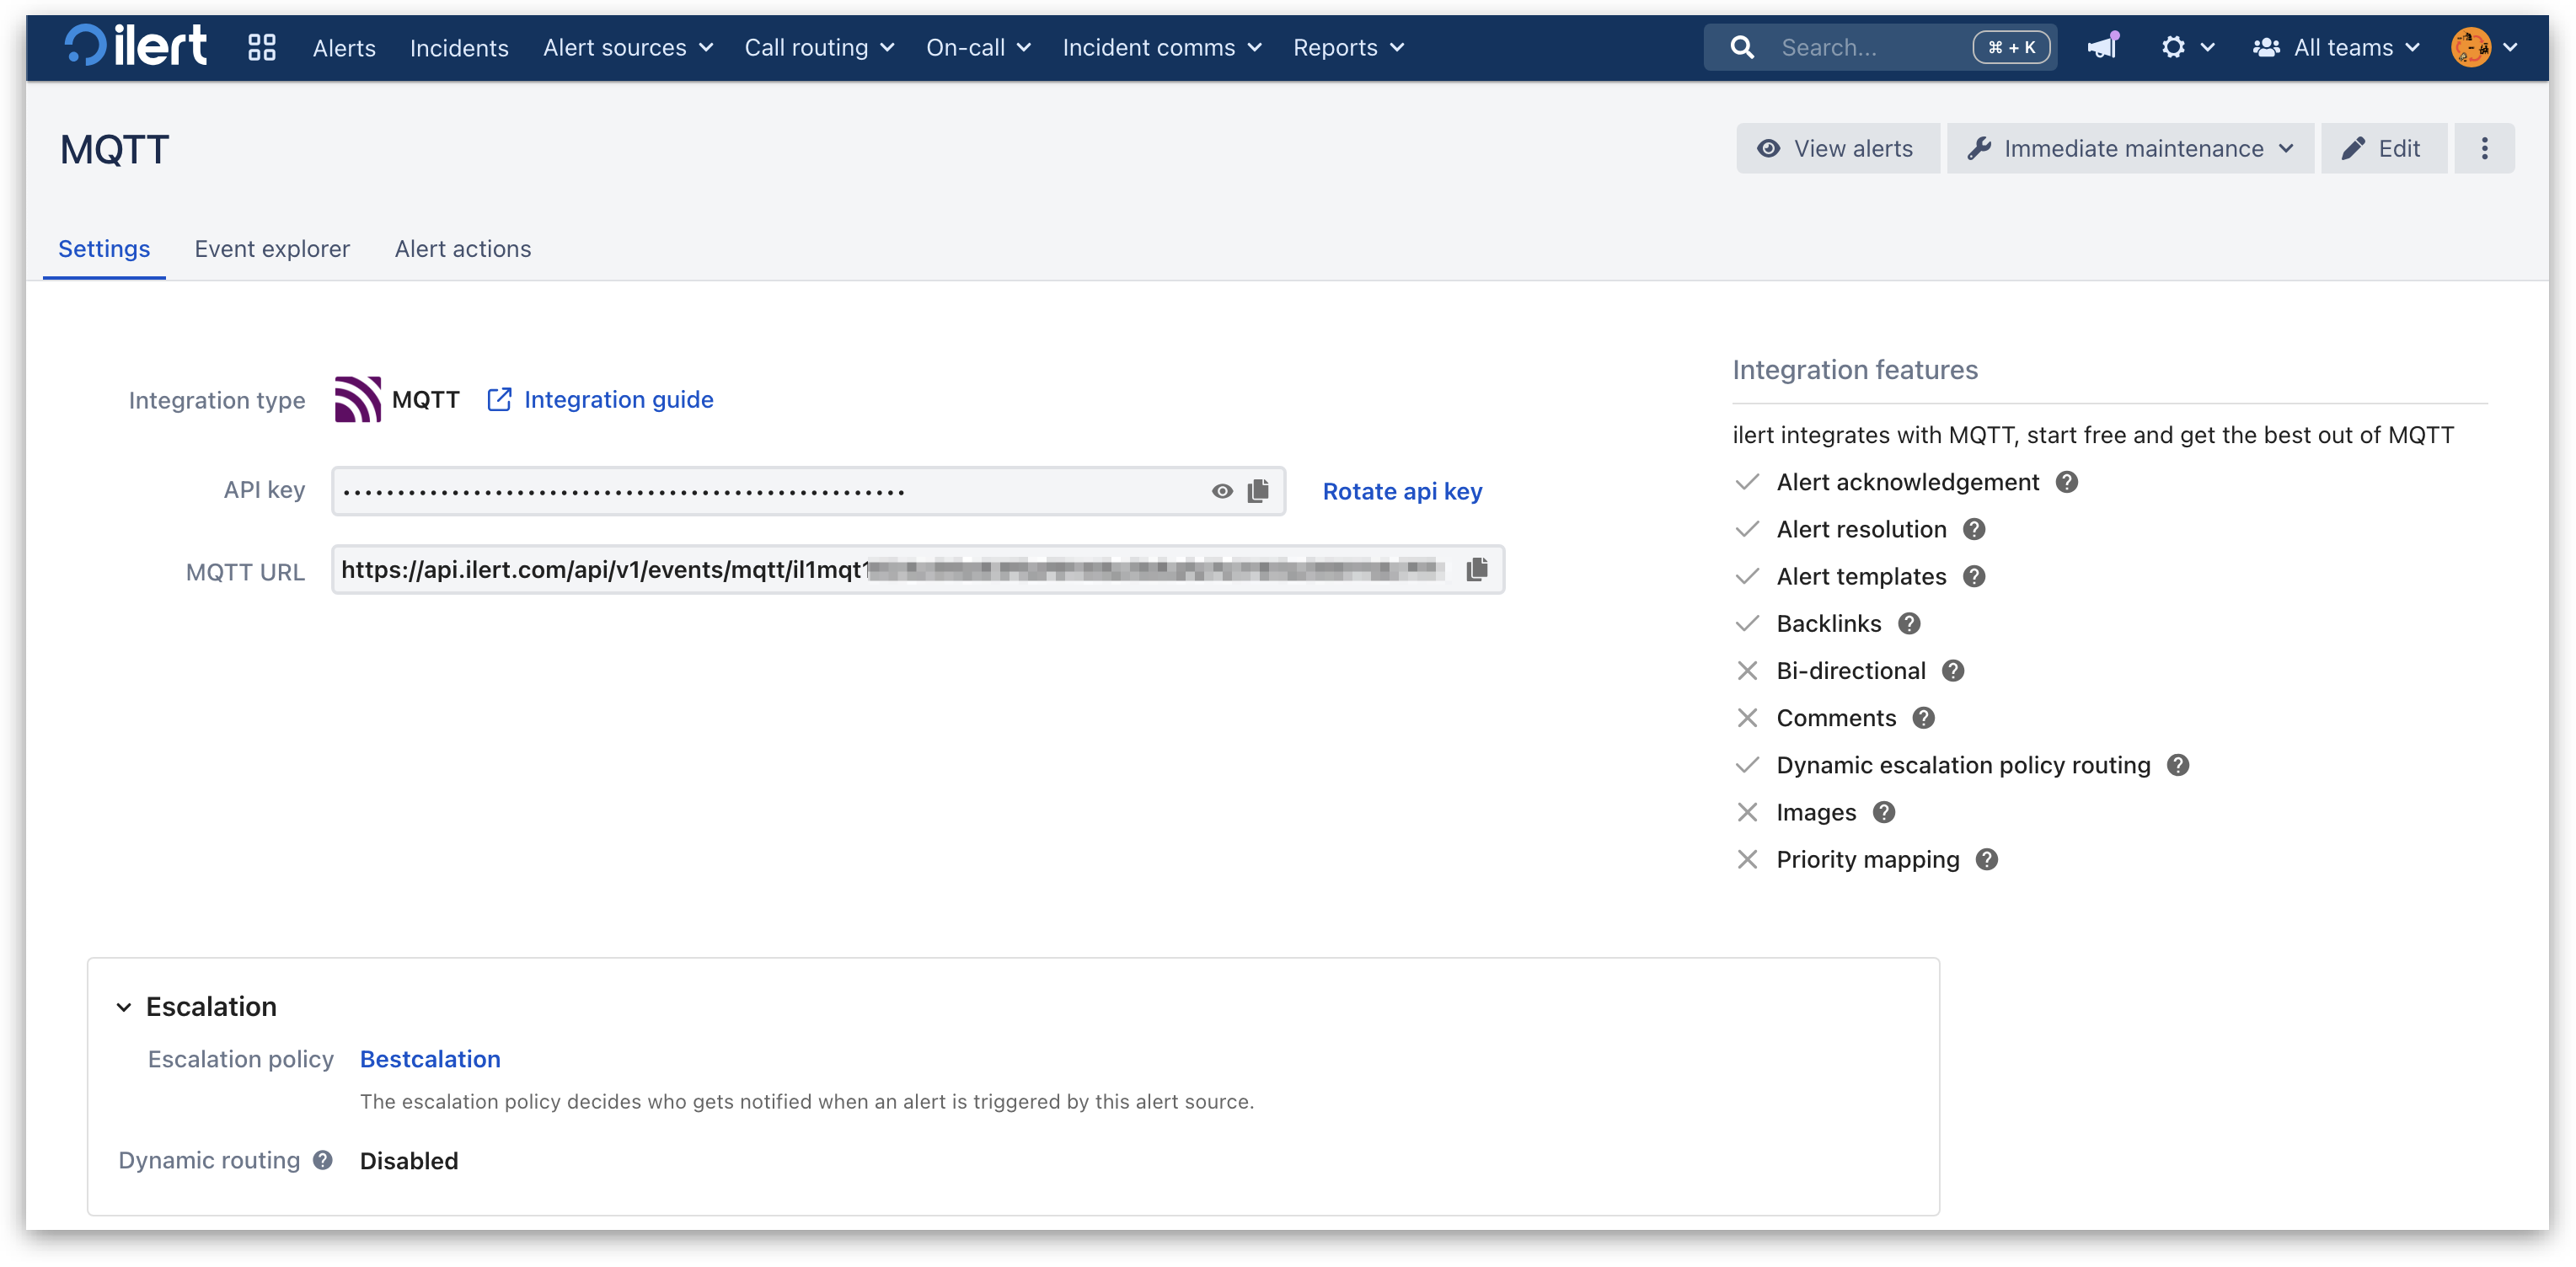 ilert Alerts Incidents Alert sources Call routing On-call Incident comms Reports Search... ⌘ + K All teams
MQTT
View alerts Immediate maintenance Edit
Settings Event explorer Alert actions
Integration type MQTT Integration guide
API key •••••••••••••••••••••••••••••••••••••••••••••••••••• Rotate api key
MQTT URL https://api.ilert.com/api/v1/events/mqtt/il1mqt1
Integration features
ilert integrates with MQTT, start free and get the best out of MQTT
Alert acknowledgement
Alert resolution
Alert templates
Backlinks
Bi-directional
Comments
Dynamic escalation policy routing
Images
Priority mapping
Escalation
Escalation policy Bestcalation
The escalation policy decides who gets notified when an alert is triggered by this alert source.
Dynamic routing Disabled